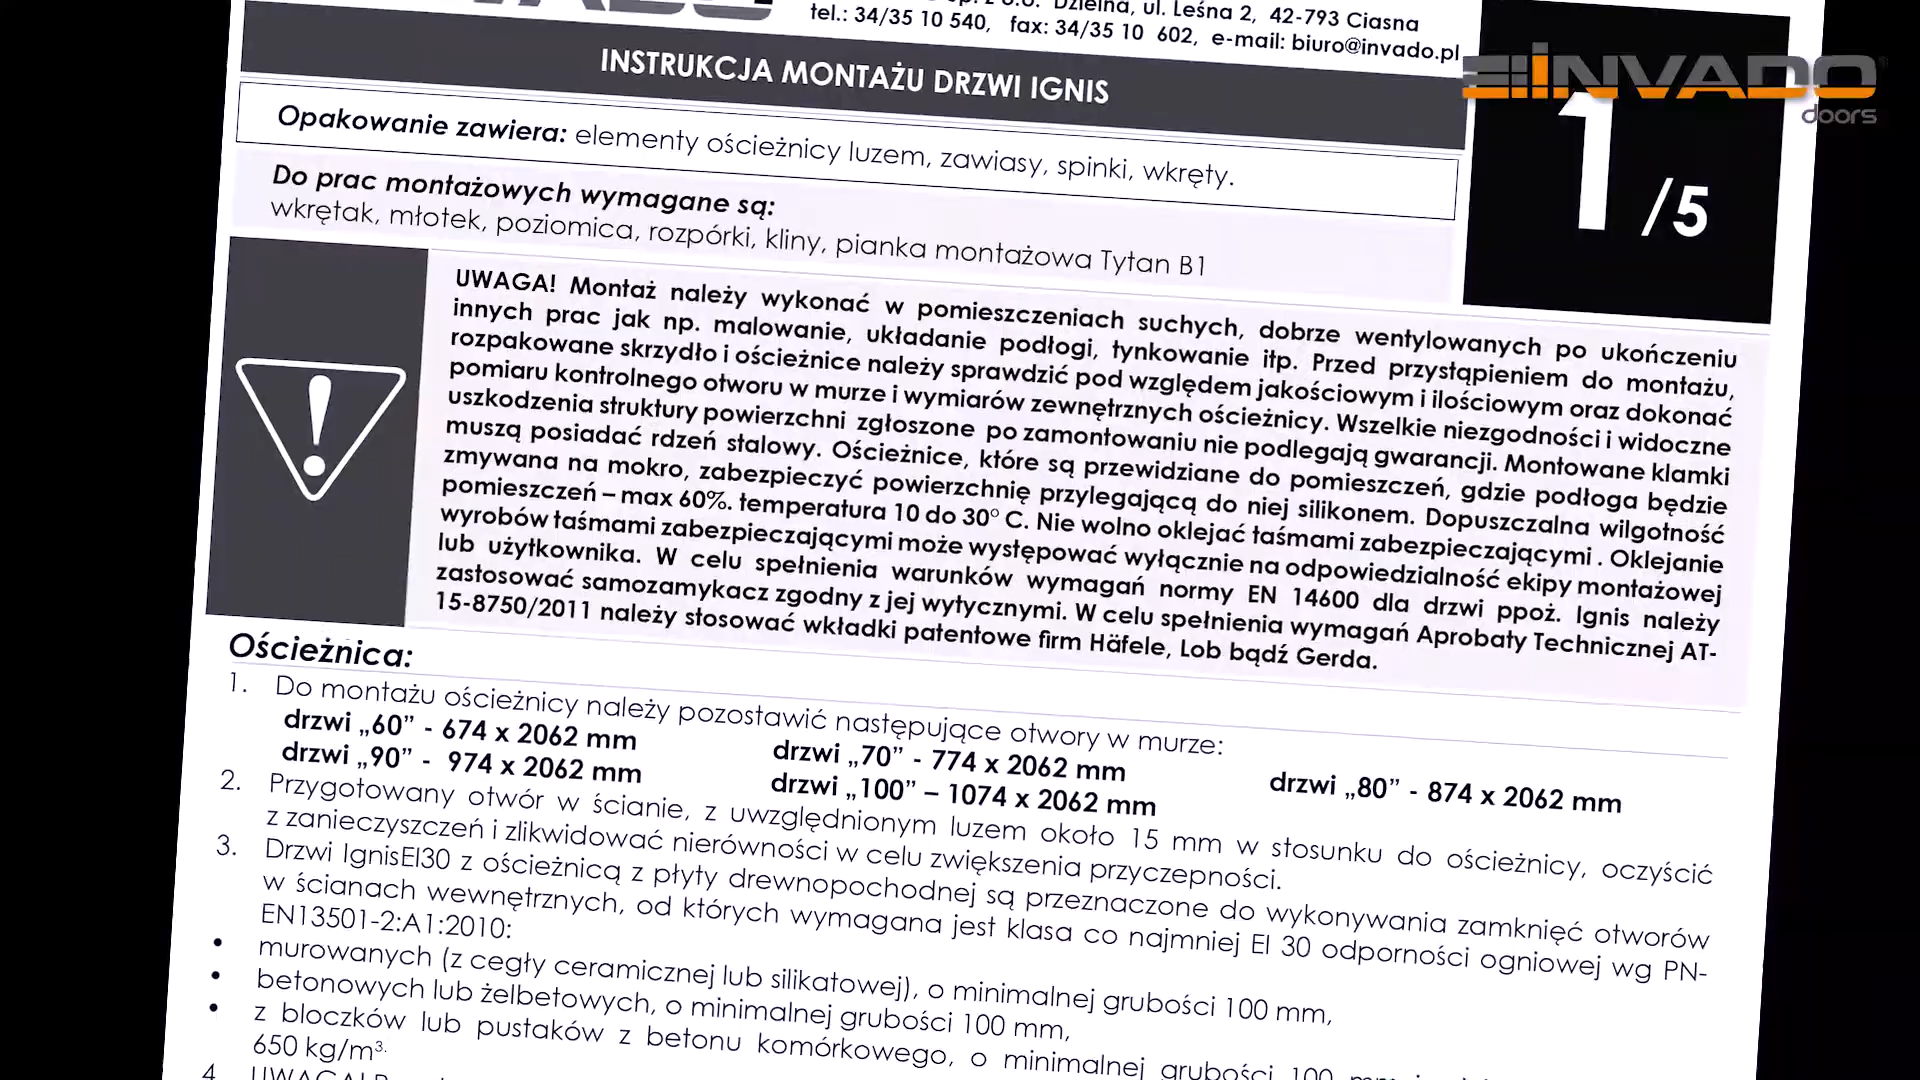 Dzielna, ul. Leśna 2, 42-793 Ciasna
tel.: 34/35 10 540, fax: 34/35 10 602, e-mail: biuro@invado.pl
INVADO
doors
INSTRUKCJA MONTAŻU DRZWI IGNIS
1/5
Opakowanie zawiera: elementy ościeżnicy luzem, zawiasy, spinki, wkręty.
Do prac montażowych wymagane są:
wkrętak, młotek, poziomica, rozpórki, kliny, pianka montażowa Tytan B1
UWAGA! Montaż należy wykonać w pomieszczeniach suchych, dobrze wentylowanych po ukończeniu
innych prac jak np. malowanie, układanie podłogi, tynkowanie itp. Przed przystąpieniem do montażu,
rozpakowane skrzydło i ościeżnice należy sprawdzić pod względem jakościowym i ilościowym oraz dokonać
pomiaru kontrolnego otworu w murze i wymiarów zewnętrznych ościeżnicy. Wszelkie niezgodności i widoczne
uszkodzenia struktury powierzchni zgłoszone po zamontowaniu nie podlegają gwarancji. Montowane klamki
muszą posiadać rdzeń stalowy. Ościeżnice, które są przewidziane do pomieszczeń, gdzie podłoga będzie
zmywana na mokro, zabezpieczyć powierzchnię przylegającą do niej silikonem. Dopuszczalna wilgotność
pomieszczeń – max 60%. temperatura 10 do 30° C. Nie wolno oklejać taśmami zabezpieczającymi . Oklejanie
wyrobów taśmami zabezpieczającymi może występować wyłącznie na odpowiedzialność ekipy montażowej
lub użytkownika. W celu spełnienia warunków wymagań normy EN 14600 dla drzwi ppoż. Ignis należy
zastosować samozamykacz zgodny z jej wytycznymi. W celu spełnienia wymagań Aprobaty Technicznej AT-
15-8750/2011 należy stosować wkładki patentowe firm Häfele, Lob bądź Gerda.
Ościeżnica:
1. Do montażu ościeżnicy należy pozostawić następujące otwory w murze:
drzwi „60” - 674 x 2062 mm drzwi „70” - 774 x 2062 mm drzwi „80” - 874 x 2062 mm
drzwi „90” - 974 x 2062 mm drzwi „100” – 1074 x 2062 mm
2. Przygotowany otwór w ścianie, z uwzględnionym luzem około 15 mm w stosunku do ościeżnicy, oczyścić
z zanieczyszczeń i zlikwidować nierówności w celu zwiększenia przyczepności.
3. Drzwi IgnisEI30 z ościeżnicą z płyty drewnopochodnej są przeznaczone do wykonywania zamknięć otworów
w ścianach wewnętrznych, od których wymagana jest klasa co najmniej EI 30 odporności ogniowej wg PN-
EN13501-2:A1:2010:
• murowanych (z cegły ceramicznej lub silikatowej), o minimalnej grubości 100 mm,
• betonowych lub żelbetowych, o minimalnej grubości 100 mm,
• z bloczków lub pustaków z betonu komórkowego, o minimalnej grubości 100 mm
650 kg/m³.
4. UWAGA!